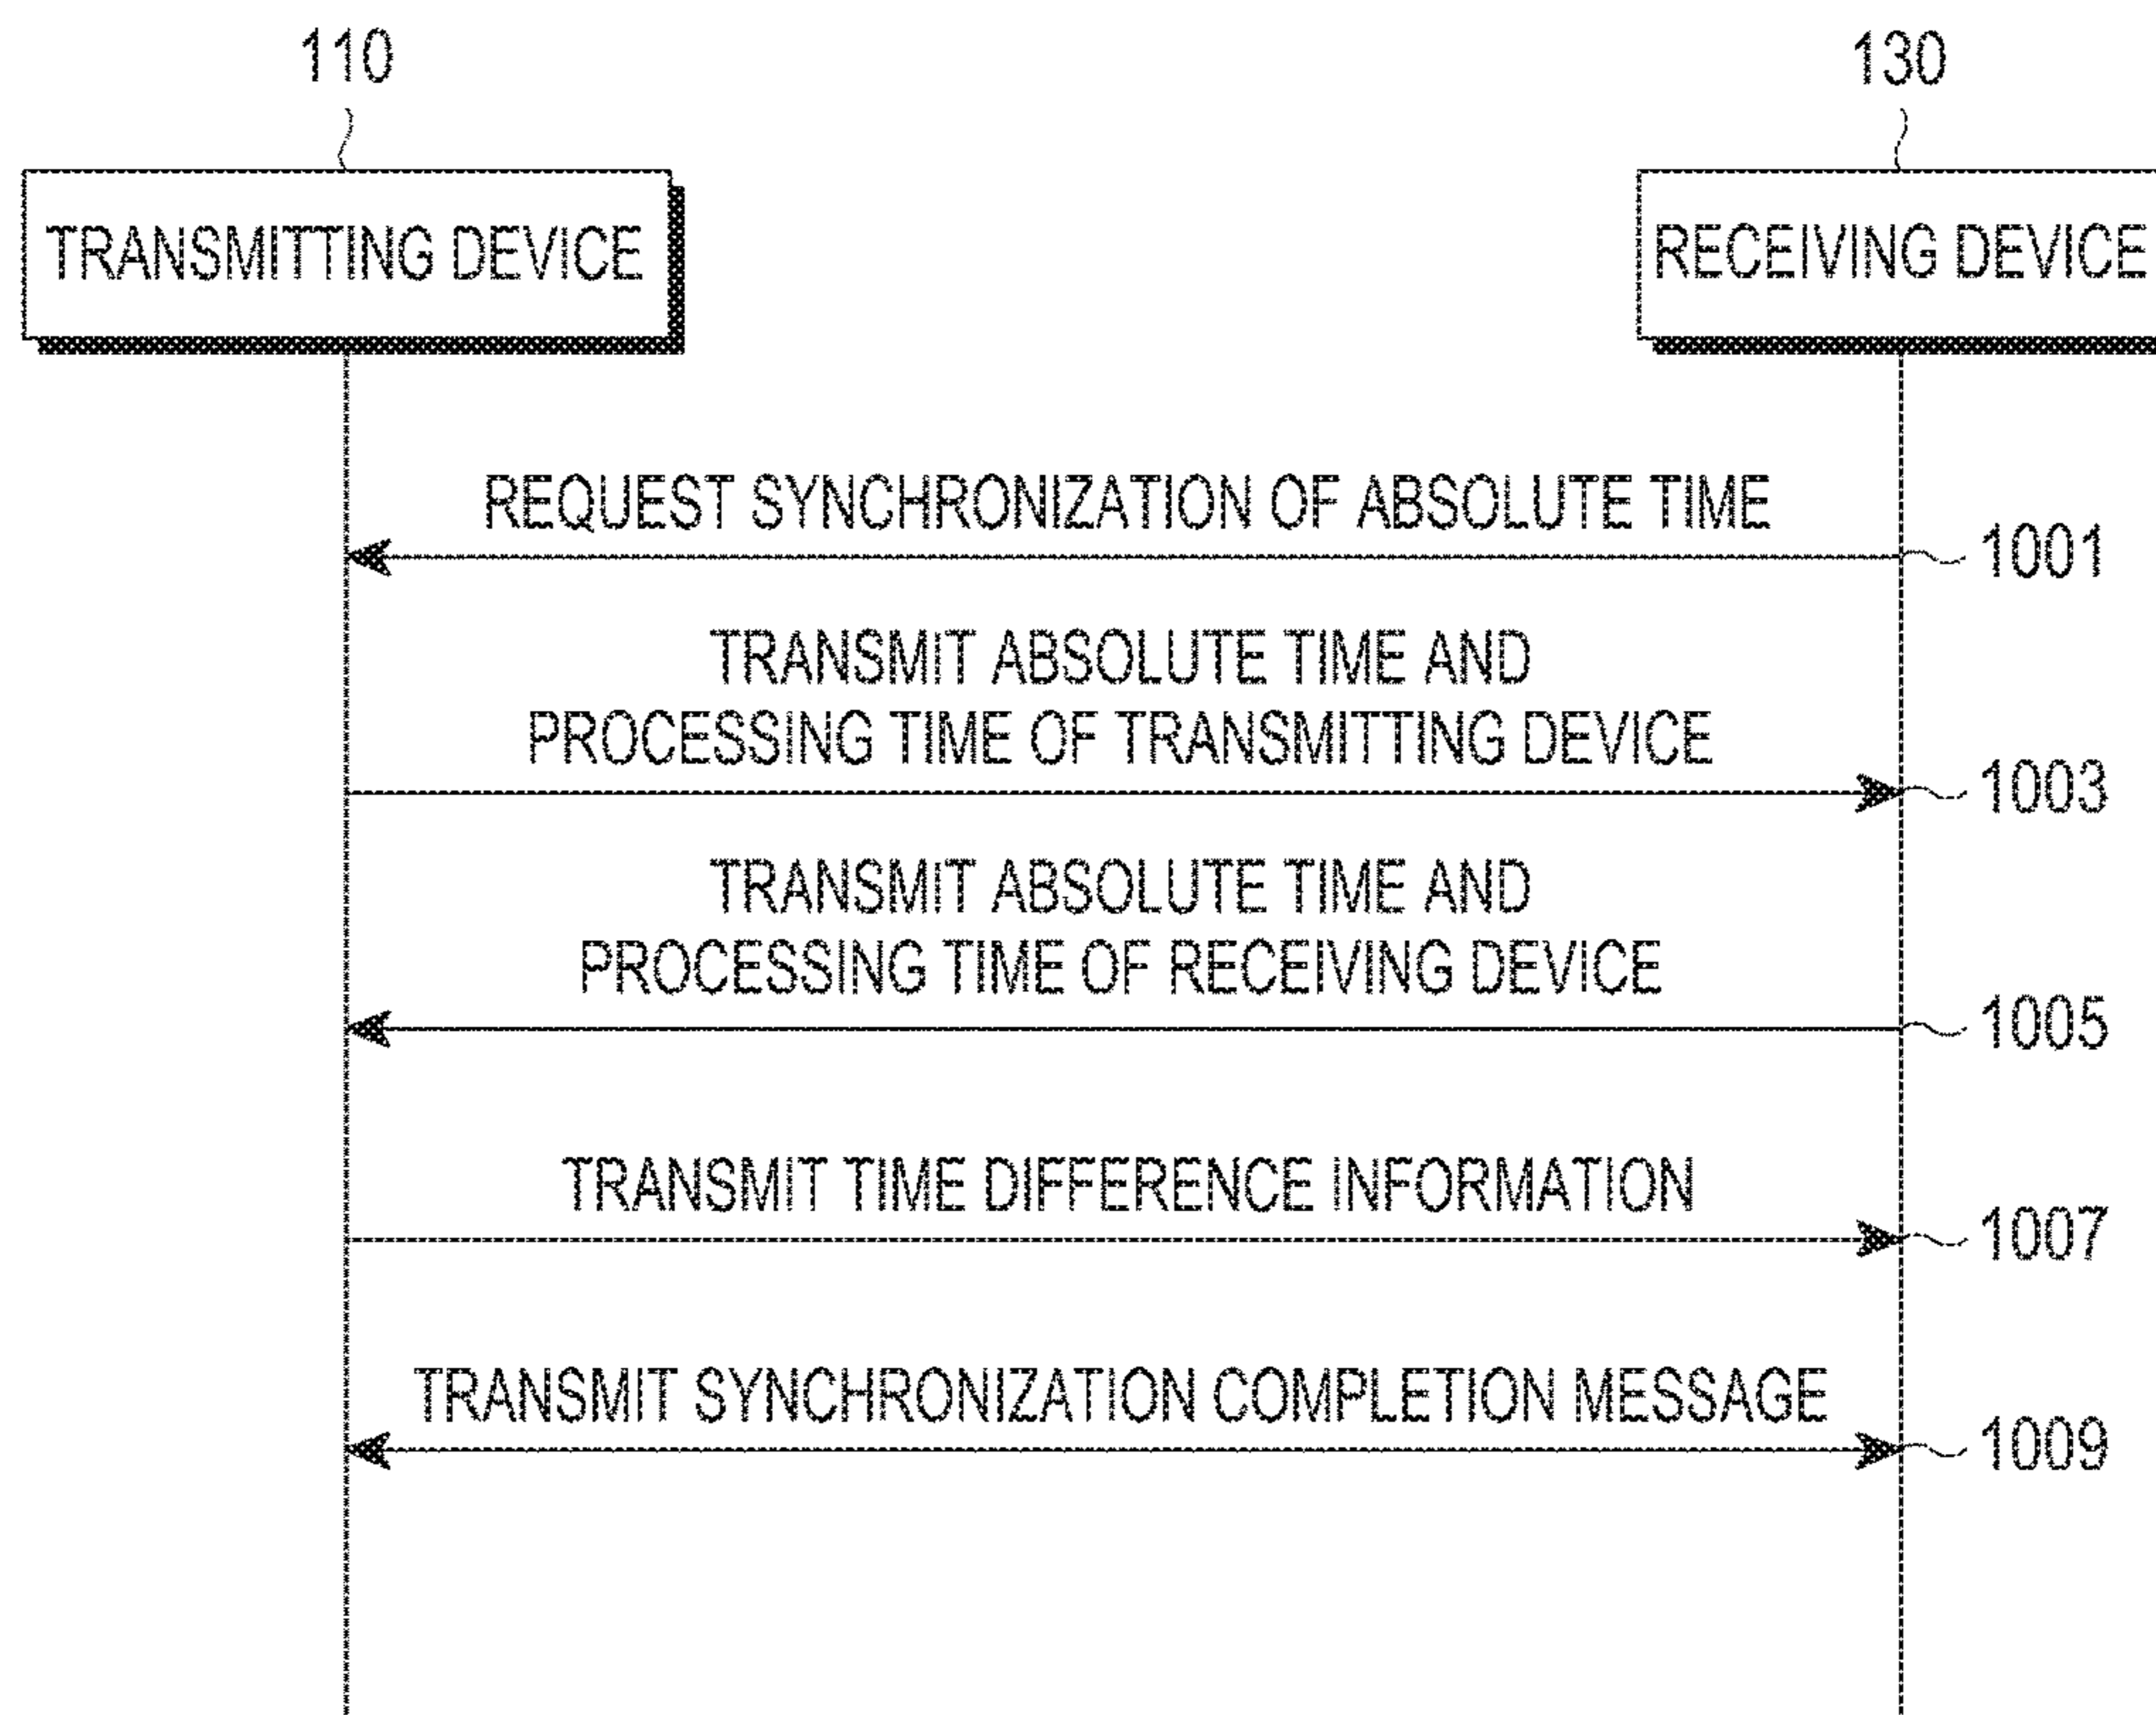 110
130
TRANSMITTING DEVICE
RECEIVING DEVICE
REQUEST SYNCHRONIZATION OF ABSOLUTE TIME
1001
TRANSMIT ABSOLUTE TIME AND
PROCESSING TIME OF TRANSMITTING DEVICE
1003
TRANSMIT ABSOLUTE TIME AND
PROCESSING TIME OF RECEIVING DEVICE
1005
TRANSMIT TIME DIFFERENCE INFORMATION
1007
TRANSMIT SYNCHRONIZATION COMPLETION MESSAGE
1009